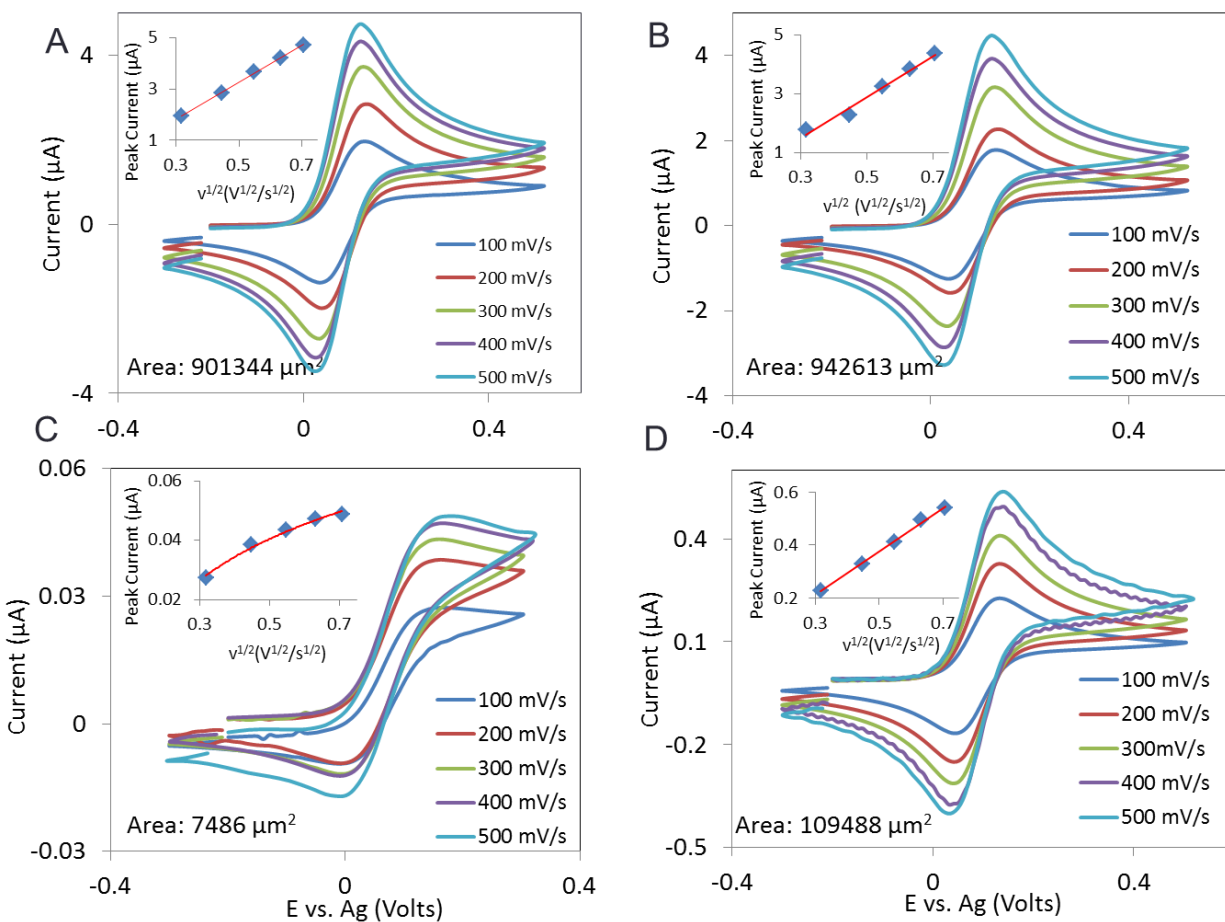 A
Peak Current (µA)
5
3
1
0.3 0.5 0.7
v1/2(V1/2/s1/2)
Current (µA)
4
0
-4
-0.4 0 0.4
100 mV/s
200 mV/s
300 mV/s
400 mV/s
500 mV/s
Area: 901344 µm2
B
Peak Current (µA)
5
3
1
0.3 0.5 0.7
v1/2 (V1/2/s1/2)
Current (µA)
4
2
0
-2
-4
-0.4 0 0.4
100 mV/s
200 mV/s
300 mV/s
400 mV/s
500 mV/s
Area: 942613 µm2
C
Peak Current (µA)
0.06
0.04
0.02
0.3 0.5 0.7
v1/2(V1/2/s1/2)
Current (µA)
0.06
0.03
0
-0.03
-0.4 0 0.4
100 mV/s
200 mV/s
300 mV/s
400 mV/s
500 mV/s
Area: 7486 µm2
E vs. Ag (Volts)
D
Peak Current (µA)
0.6
0.5
0.4
0.3
0.2
0.3 0.5 0.7
v1/2(V1/2/s1/2)
Current (µA)
0.4
0.1
-0.2
-0.5
-0.4 0 0.4
100 mV/s
200 mV/s
300mV/s
400 mV/s
500 mV/s
Area: 109488 µm2
E vs. Ag (Volts)